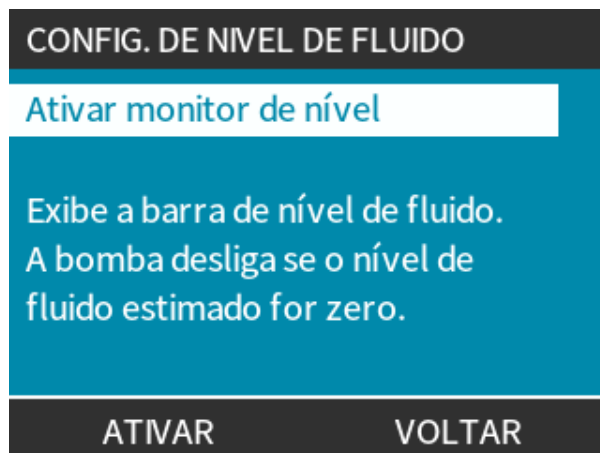 CONFIG. DE NIVEL DE FLUIDO
Ativar monitor de nível
Exibe a barra de nível de fluido.
A bomba desliga se o nível de
fluido estimado for zero.
ATIVAR VOLTAR